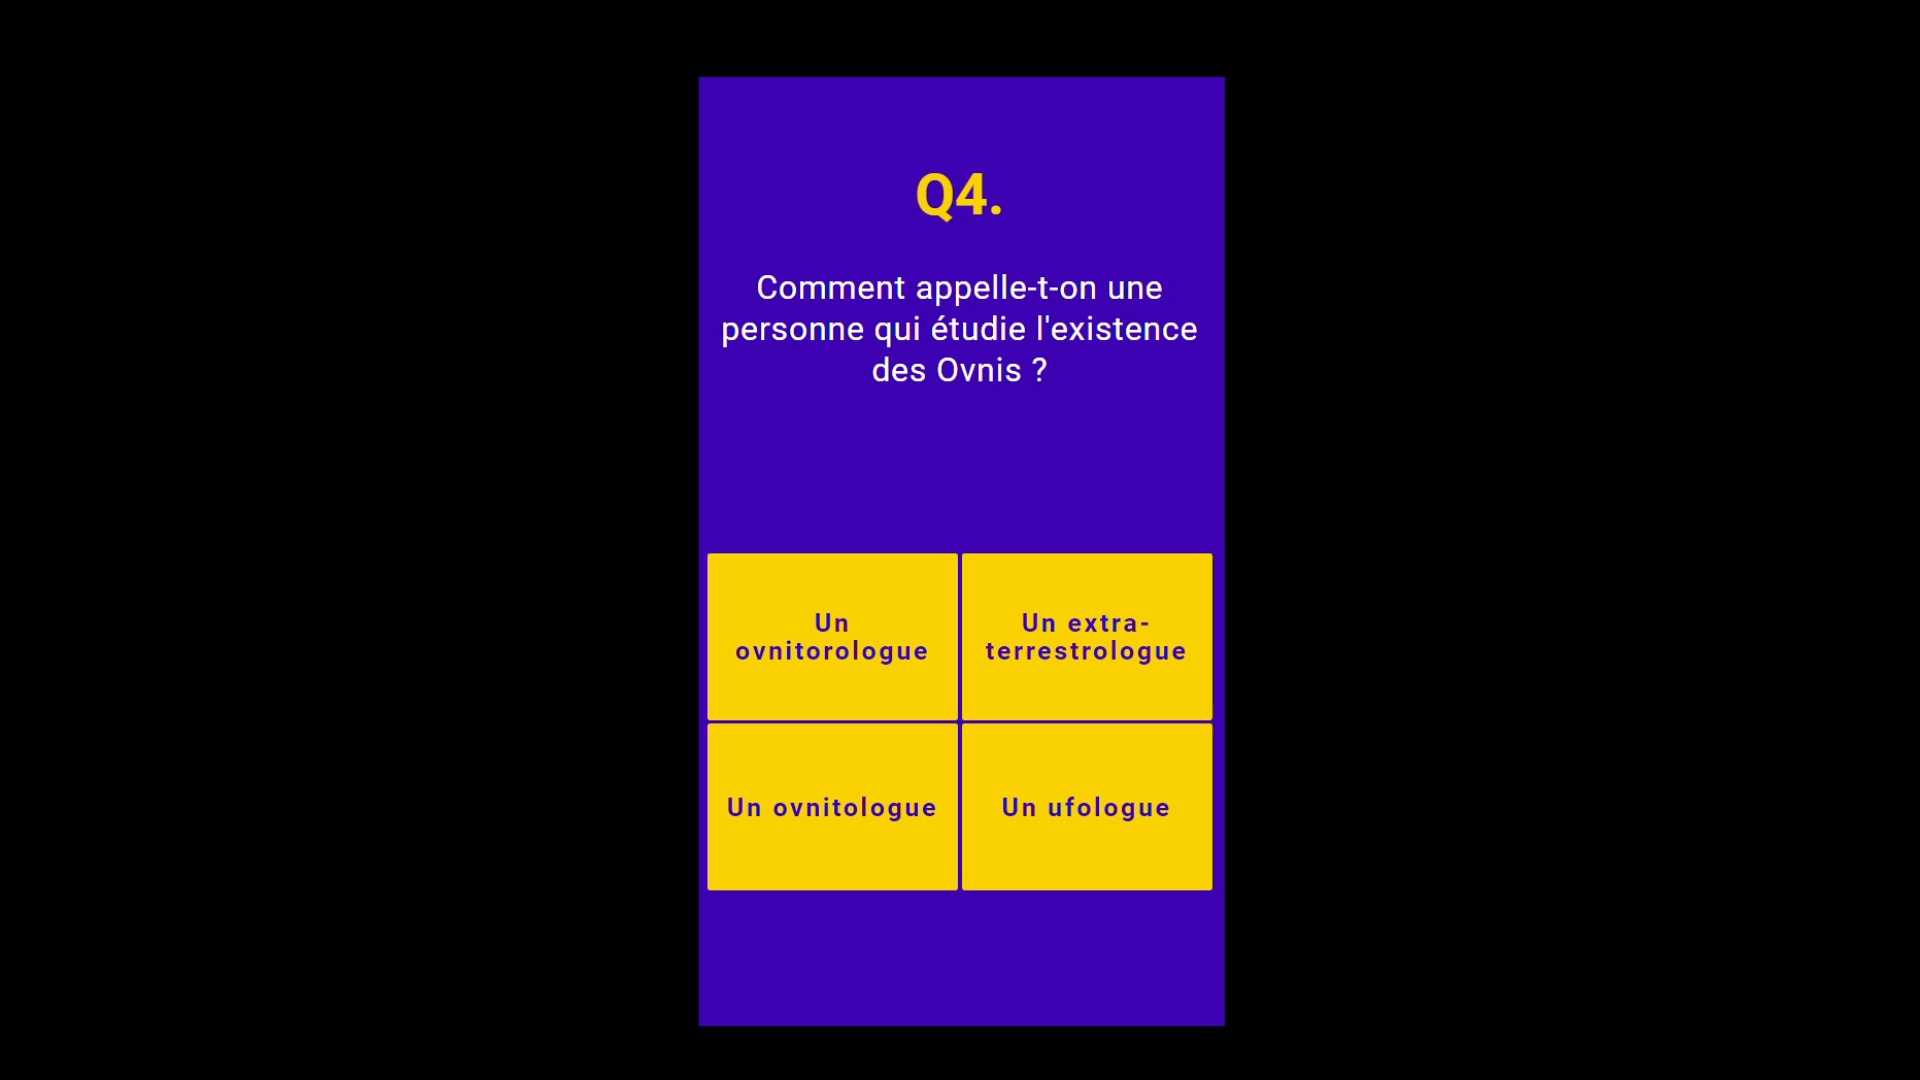 Q4.
Comment appelle-t-on une
personne qui étudie l'existence
des Ovnis ?
Un
ovnitorologue
Un extra-
terrestrologue
Un ovnitologue
Un ufologue